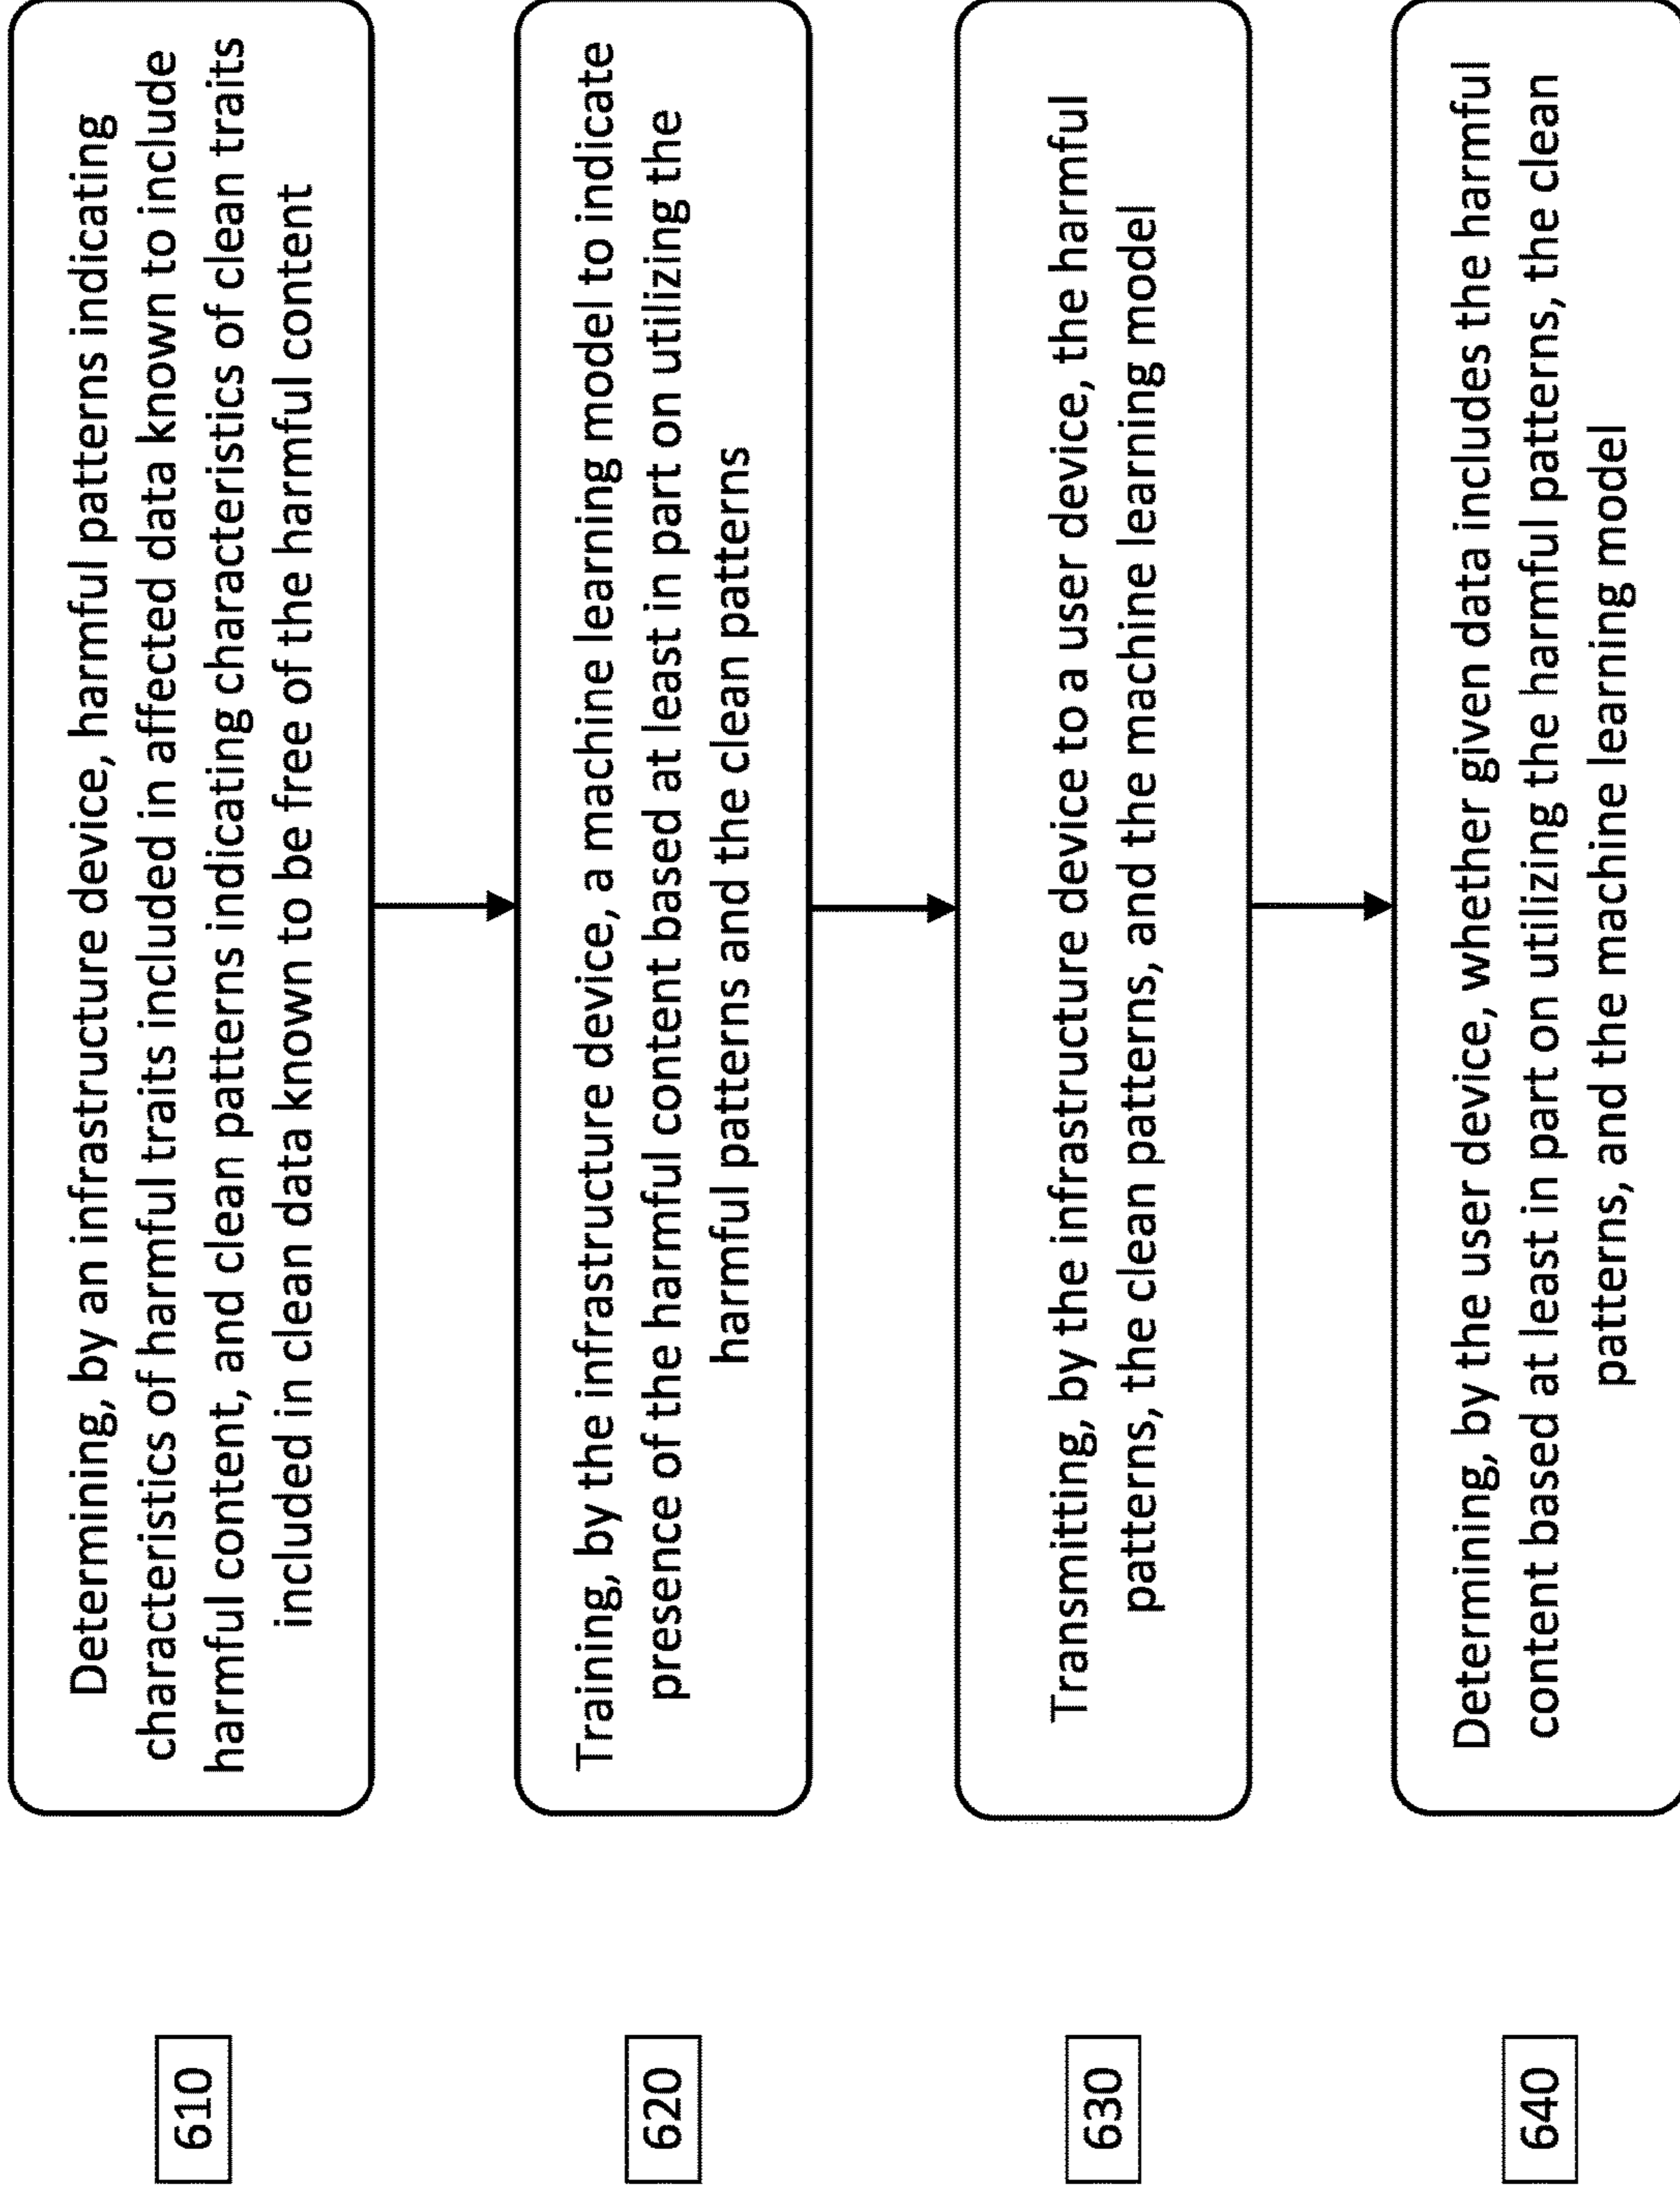 610
Determining, by an infrastructure device, harmful patterns indicating
characteristics of harmful traits included in affected data known to include
harmful content, and clean patterns indicating characteristics of clean traits
included in clean data known to be free of the harmful content
620
Training, by the infrastructure device, a machine learning model to indicate
presence of the harmful content based at least in part on utilizing the
harmful patterns and the clean patterns
630
Transmitting, by the infrastructure device to a user device, the harmful
patterns, the clean patterns, and the machine learning model
640
Determining, by the user device, whether given data includes the harmful
content based at least in part on utilizing the harmful patterns, the clean
patterns, and the machine learning model